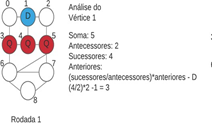 0 1 2
D
3 4 5
Q Q Q
6 7
8
Rodada 1
Análise do
Vértice 1
Soma: 5
Antecessores: 2
Sucessores: 4
Anteriores:
(sucessores/antecessores)*anteriores - D
(4/2)*2 -1 = 3